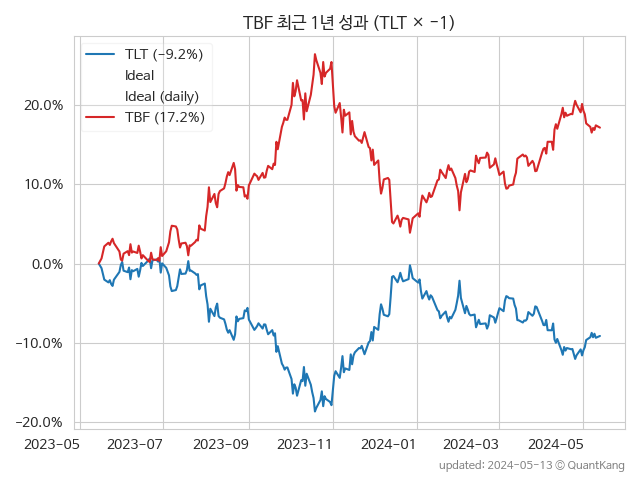 TBF 최근 1년 성과 (TLT × −1)
TLT (−9.2%)
Ideal
Ideal (daily)
TBF (17.2%)
20.0%
10.0%
0.0%
−10.0%
−20.0%
2023−05
2023−07
2023−09
2023−11
2024−01
2024−03
2024−05
updated: 2024−05−13 © QuantKang